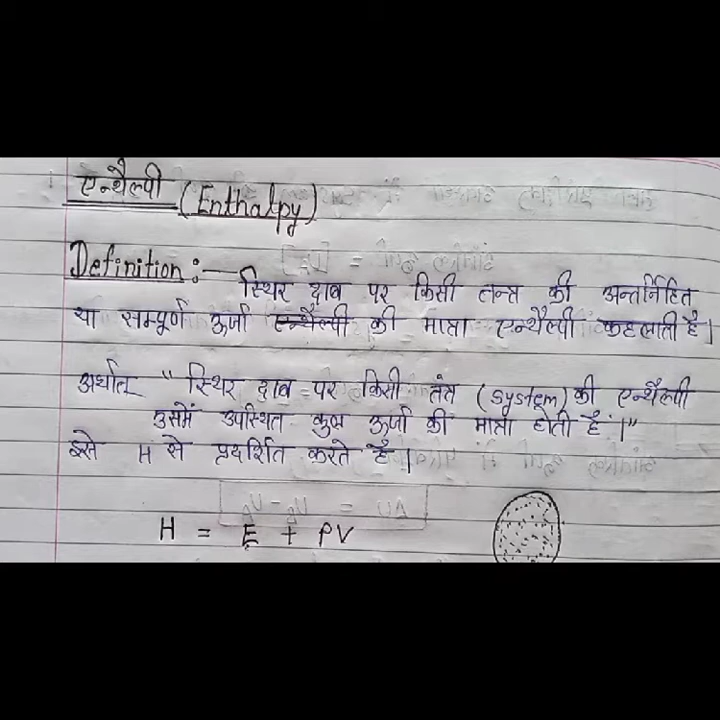 एन्थैल्पी (Enthalpy)
Definition :— स्थिर दाब पर किसी तन्त्र की अन्तर्निहित
या सम्पूर्ण ऊर्जा एन्थैल्पी की मात्रा एन्थैल्पी कहलाती है।
अर्थात् " स्थिर दाब पर किसी तंत्र (system) की एन्थैल्पी
उसमें उपस्थित कुल ऊर्जा की मात्रा होती है।"
इसे H से प्रदर्शित करते है।
H = E + PV